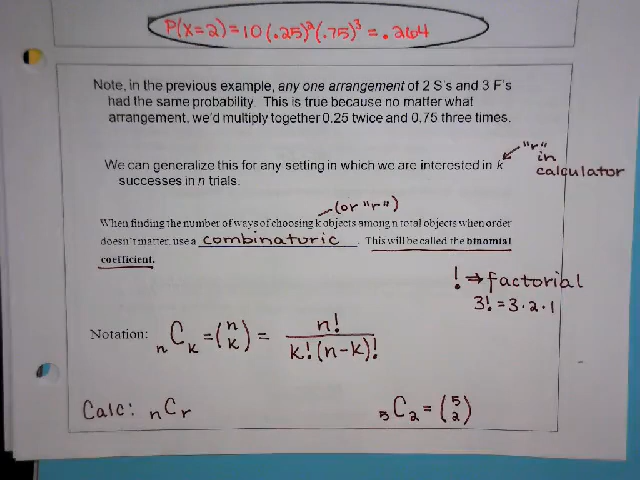 P(X=2) = 10(.25)²(.75)³ = .264
Note, in the previous example, any one arrangement of 2 S's and 3 F's
had the same probability. This is true because no matter what
arrangement, we'd multiply together 0.25 twice and 0.75 three times.
We can generalize this for any setting in which we are interested in k
successes in n trials.
"r"
in
calculator
(or "r")
When finding the number of ways of choosing k objects among n total objects when order
doesn't matter, use a combinatoric. This will be called the binomial
coefficient.
! ⇒ factorial
3! = 3·2·1
Notation: nCk = (n k) = n! / k!(n-k)!
Calc: nCr
5C2 = (5 2)